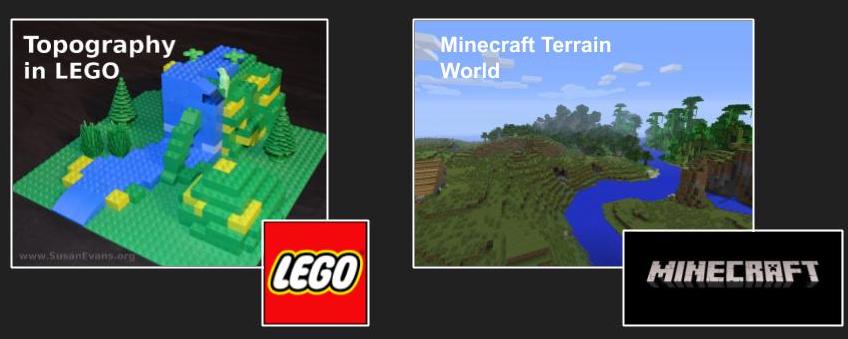 Topography
in LEGO
www.SusanEvans.org
LEGO
Minecraft Terrain
World
MINECRAFT